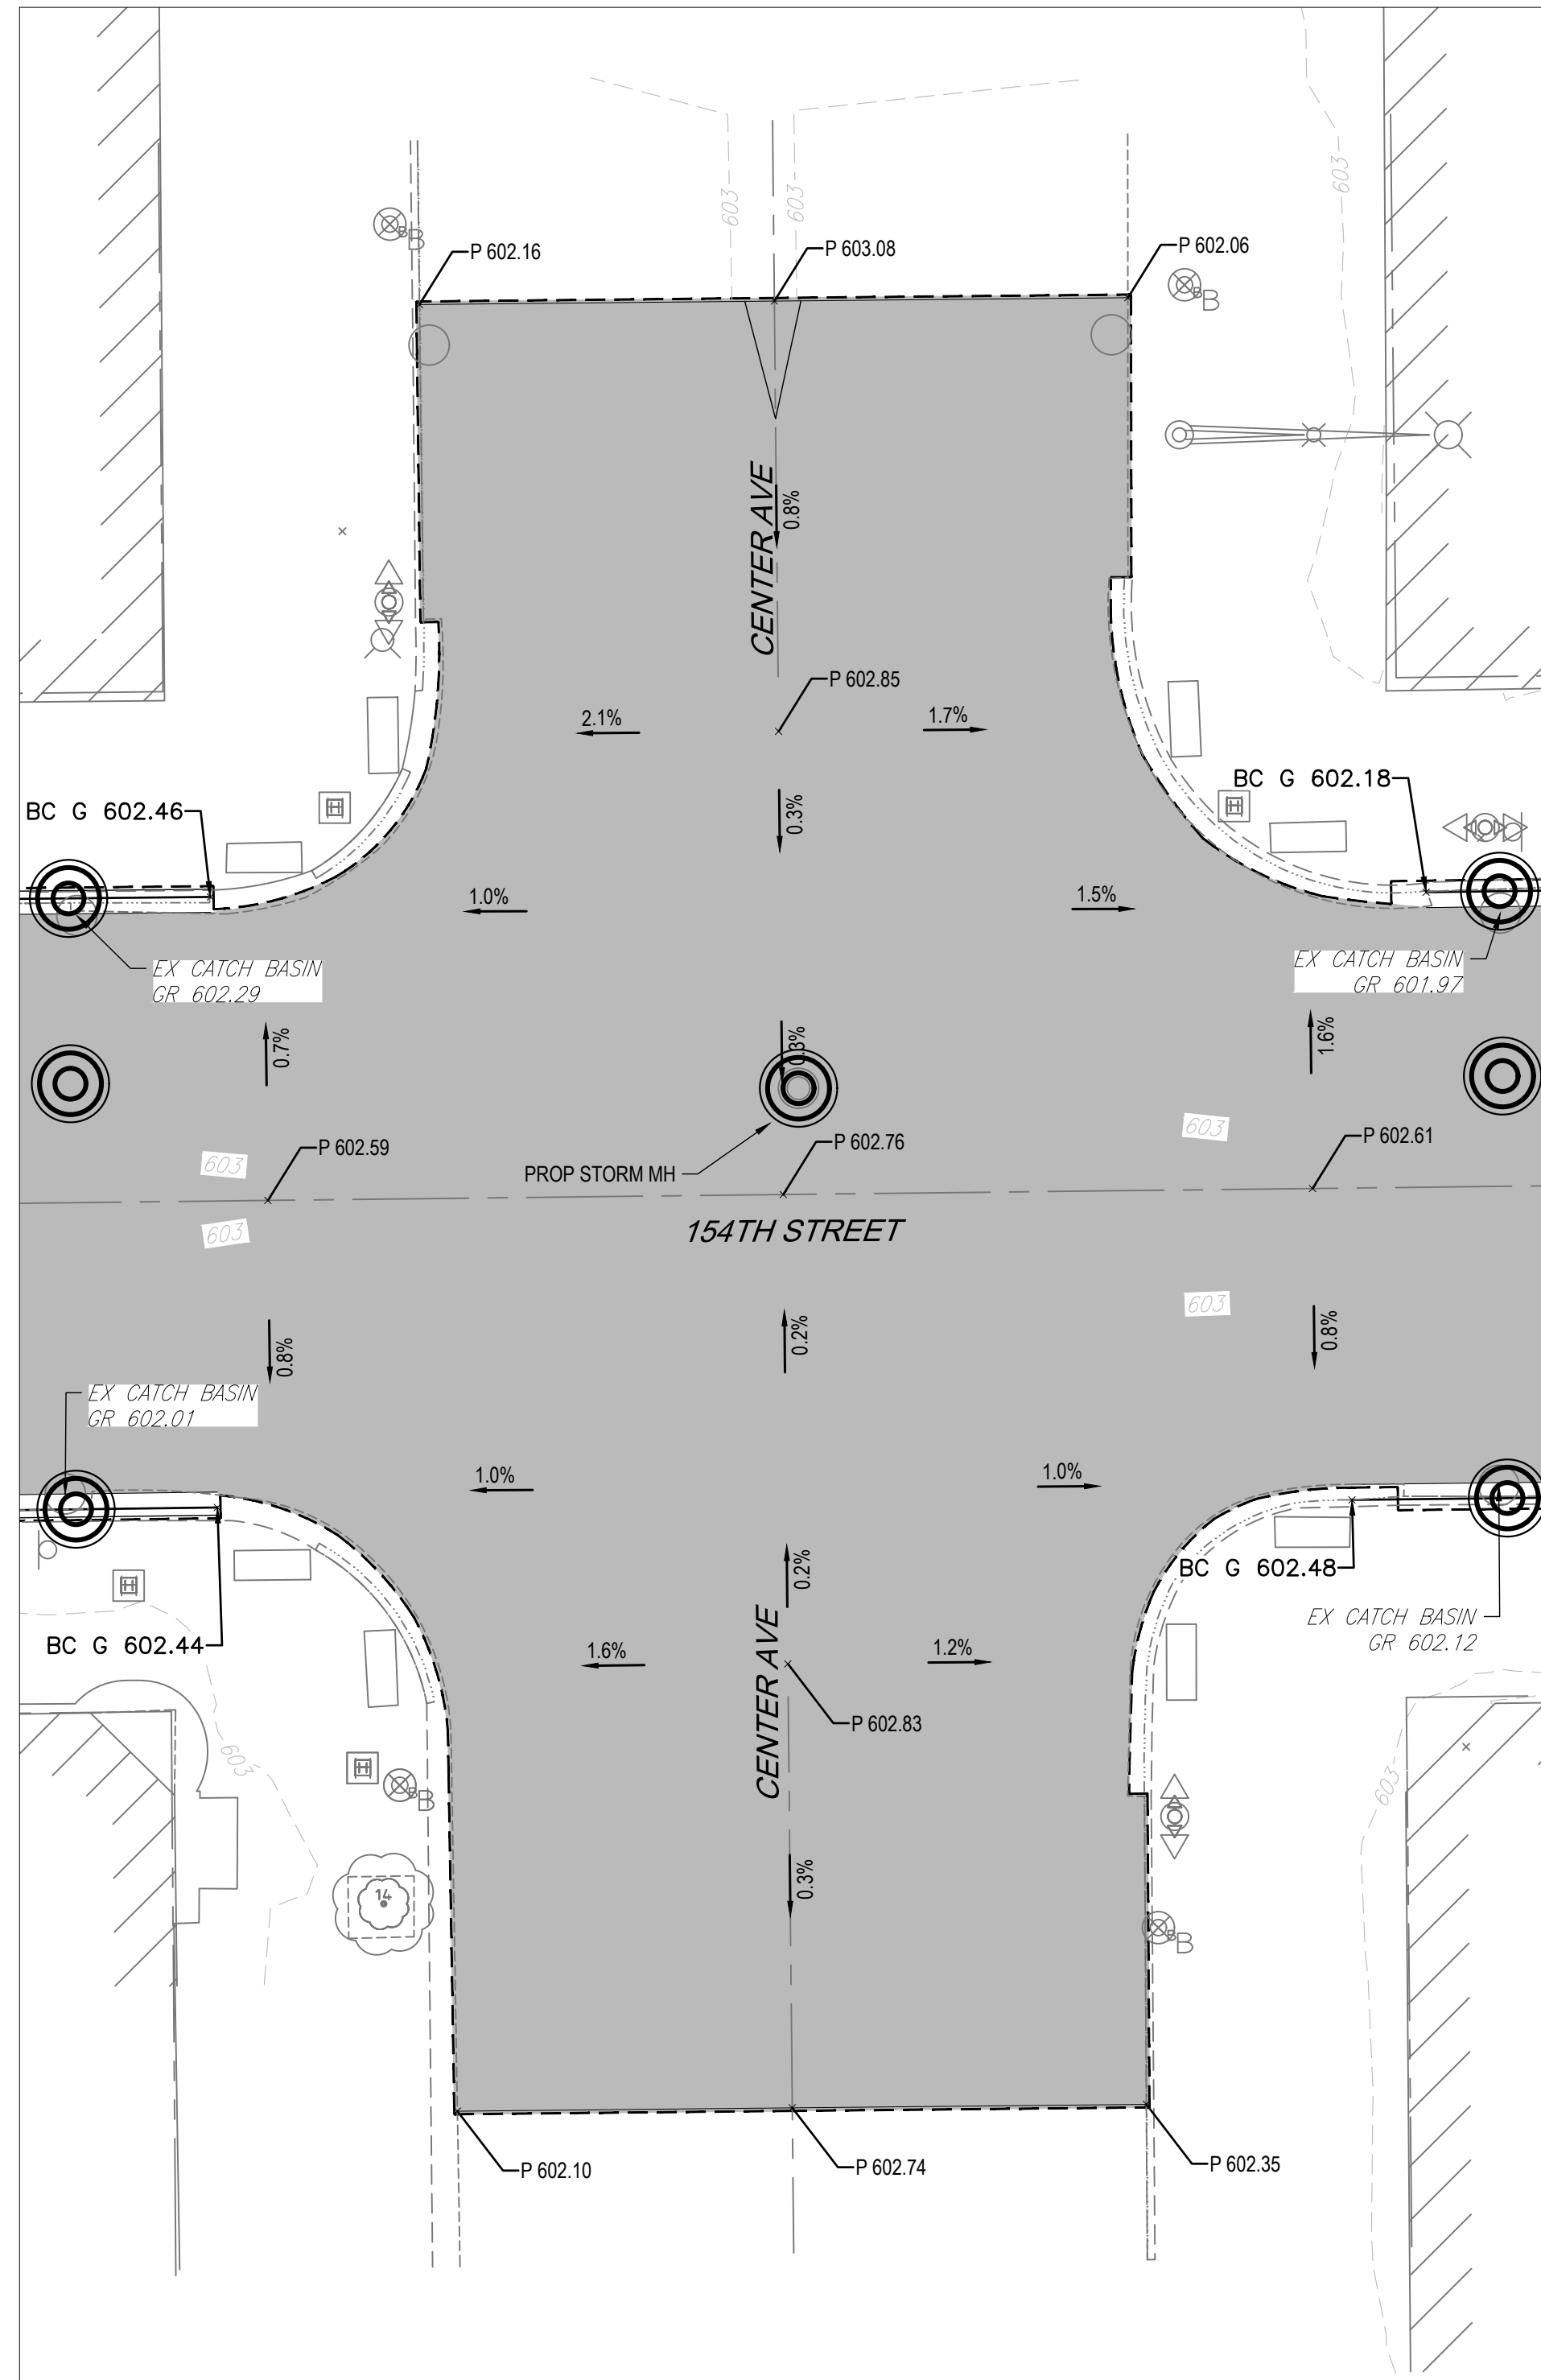 603
603
603
B
B
P 602.16
P 603.08
P 602.06
B
B
CENTER AVE
0.8%
P 602.85
2.1%
1.7%
BC G 602.46
H
0.3%
BC G 602.18
H
1.0%
1.5%
EX CATCH BASIN
GR 602.29
EX CATCH BASIN
GR 601.97
0.7%
0.3%
1.6%
603
P 602.59
PROP STORM MH
P 602.76
603
P 602.61
603
154TH STREET
603
0.8%
0.2%
0.8%
EX CATCH BASIN
GR 602.01
1.0%
1.0%
H
BC G 602.44
0.2%
BC G 602.48
EX CATCH BASIN
GR 602.12
1.6%
CENTER AVE
1.2%
P 602.83
603
H
B
B
603
14
0.3%
B
B
P 602.10
P 602.74
P 602.35